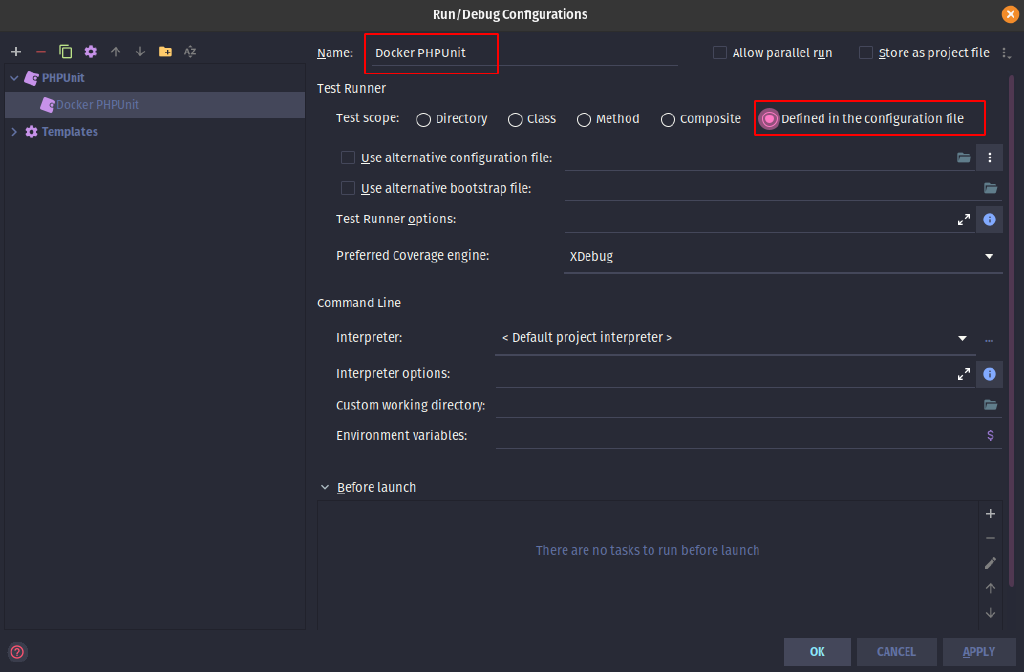 Run/Debug Configurations
Name: Docker PHPUnit
Allow parallel run
Store as project file
PHPUnit
Docker PHPUnit
Templates
Test Runner
Test scope: Directory Class Method Composite Defined in the configuration file
Use alternative configuration file:
Use alternative bootstrap file:
Test Runner options:
Preferred Coverage engine: XDebug
Command Line
Interpreter: < Default project interpreter > ...
Interpreter options:
Custom working directory:
Environment variables: $
Before launch
There are no tasks to run before launch
OK CANCEL APPLY